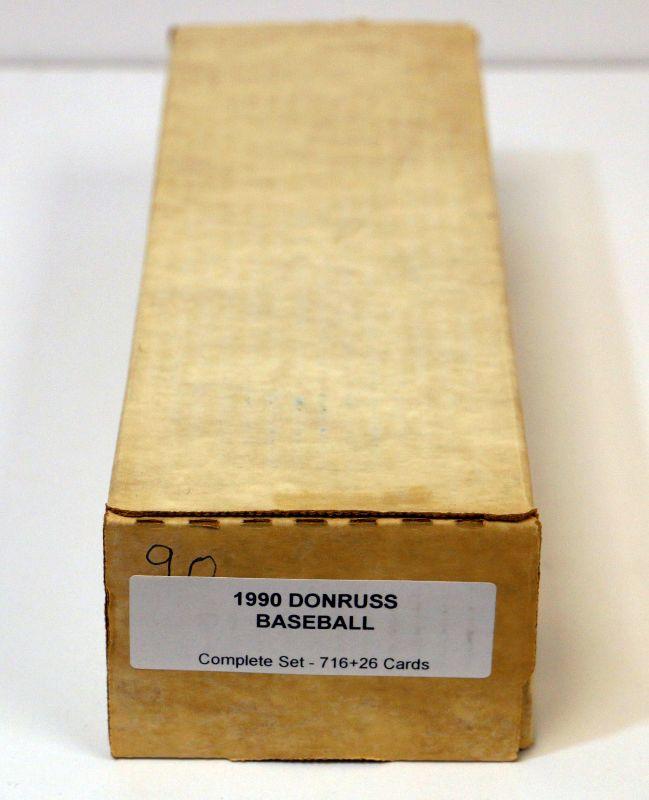 90
1990 DONRUSS
BASEBALL
Complete Set - 716+26 Cards